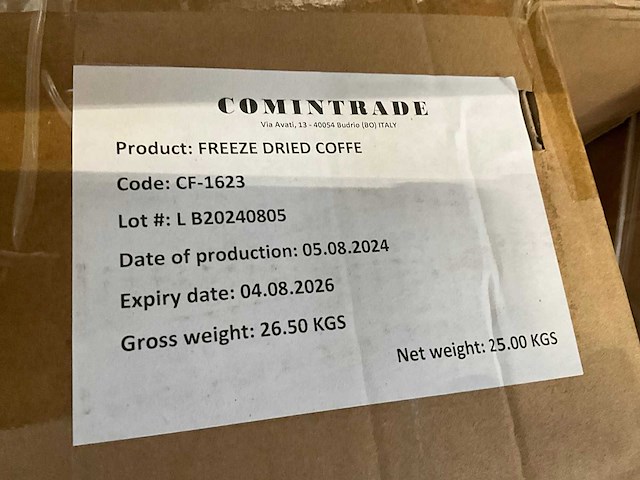 COMINTRADE
Via Avati, 13 - 40054 Budrio (BO) ITALY
Product: FREEZE DRIED COFFE
Code: CF-1623
Lot #: L B20240805
Date of production: 05.08.2024
Expiry date: 04.08.2026
Gross weight: 26.50 KGS
Net weight: 25.00 KGS